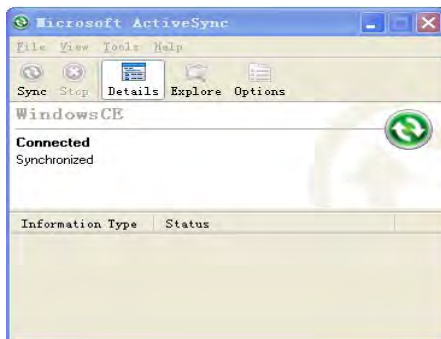 Microsoft ActiveSync
File View Tools Help
Sync Stop Details Explore Options
WindowsCE
Connected
Synchronized
Information Type Status